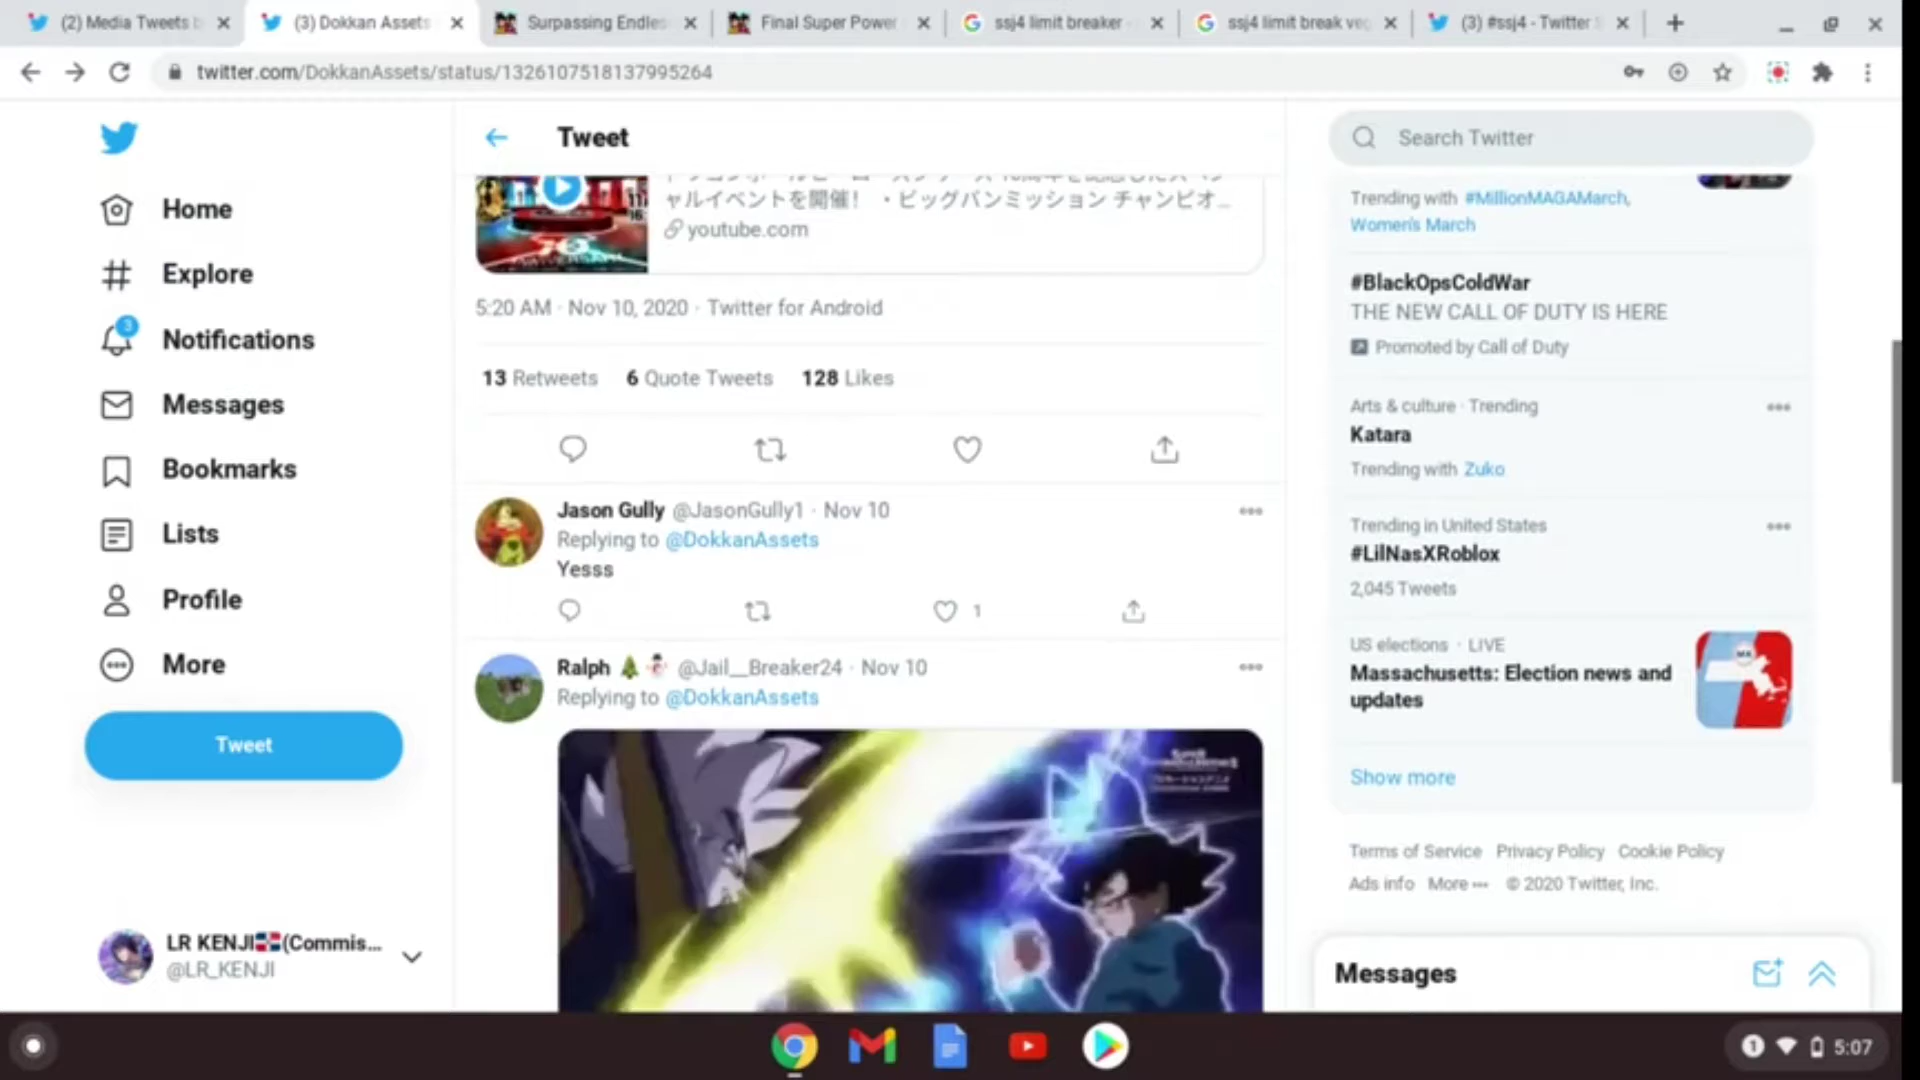 (2) Media Tweets b
(3) Dokkan Assets
Surpassing Endles
Final Super Power
ssj4 limit breaker -
ssj4 limit break veg
(3) #ssj4 - Twitter S
twitter.com/DokkanAssets/status/1326107518137995264
Home
Explore
3
Notifications
Messages
Bookmarks
Lists
Profile
More
Tweet
LR KENJI🇩🇴(Commis...
@LR_KENJI
Tweet
ャルイベントを開催! ・ビッグバンミッション チャンピオ...
youtube.com
5:20 AM · Nov 10, 2020 · Twitter for Android
13 Retweets 6 Quote Tweets 128 Likes
Jason Gully @JasonGully1 · Nov 10
Replying to @DokkanAssets
Yesss
1
Ralph 🎄⛄ @Jail__Breaker24 · Nov 10
Replying to @DokkanAssets
Search Twitter
Trending with #MillionMAGAMarch,
Women's March
#BlackOpsColdWar
THE NEW CALL OF DUTY IS HERE
Promoted by Call of Duty
Arts & culture · Trending
Katara
Trending with Zuko
Trending in United States
#LilNasXRoblox
2,045 Tweets
US elections · LIVE
Massachusetts: Election news and
updates
MA
Show more
Terms of Service Privacy Policy Cookie Policy
Ads info More ··· © 2020 Twitter, Inc.
Messages
1
5:07